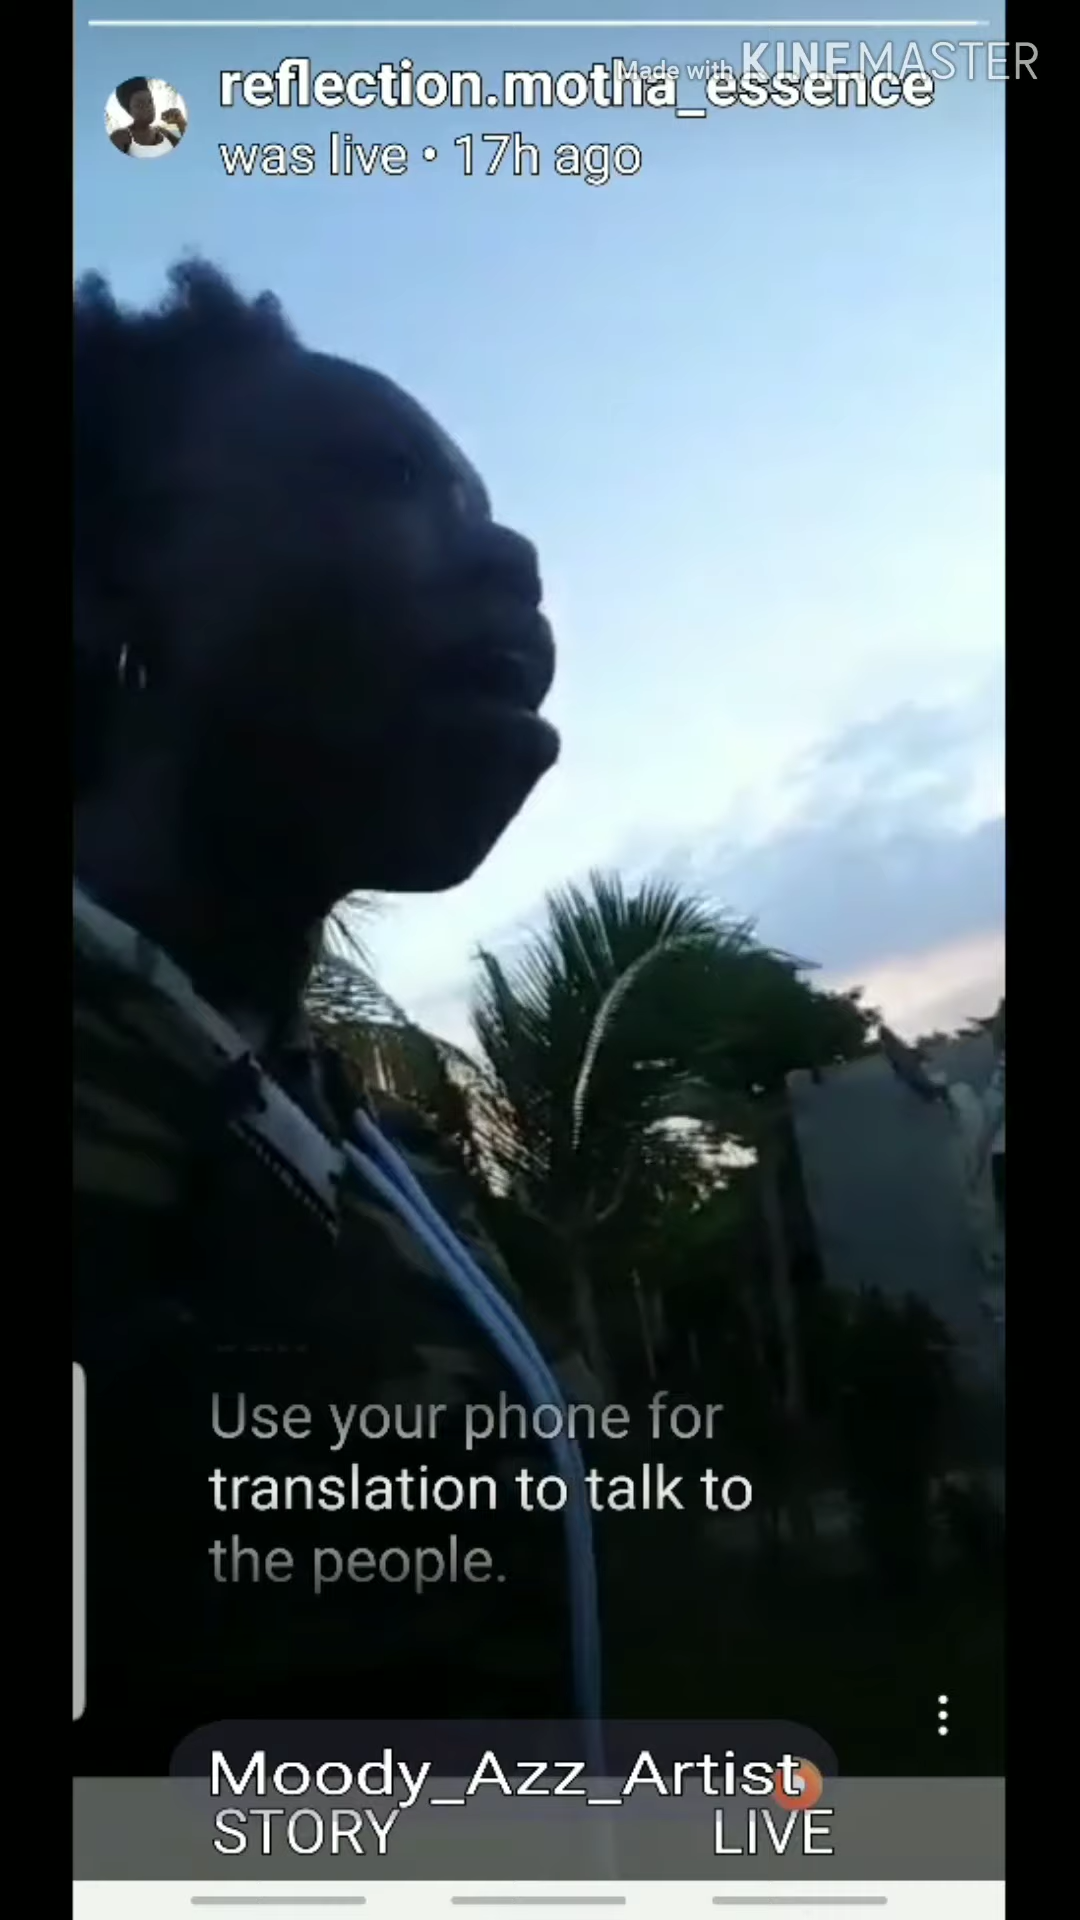 Made with KINEMASTER
reflection.motha_essence
was live • 17h ago
Use your phone for
translation to talk to
the people.
Moody_Azz_Artist
STORY LIVE